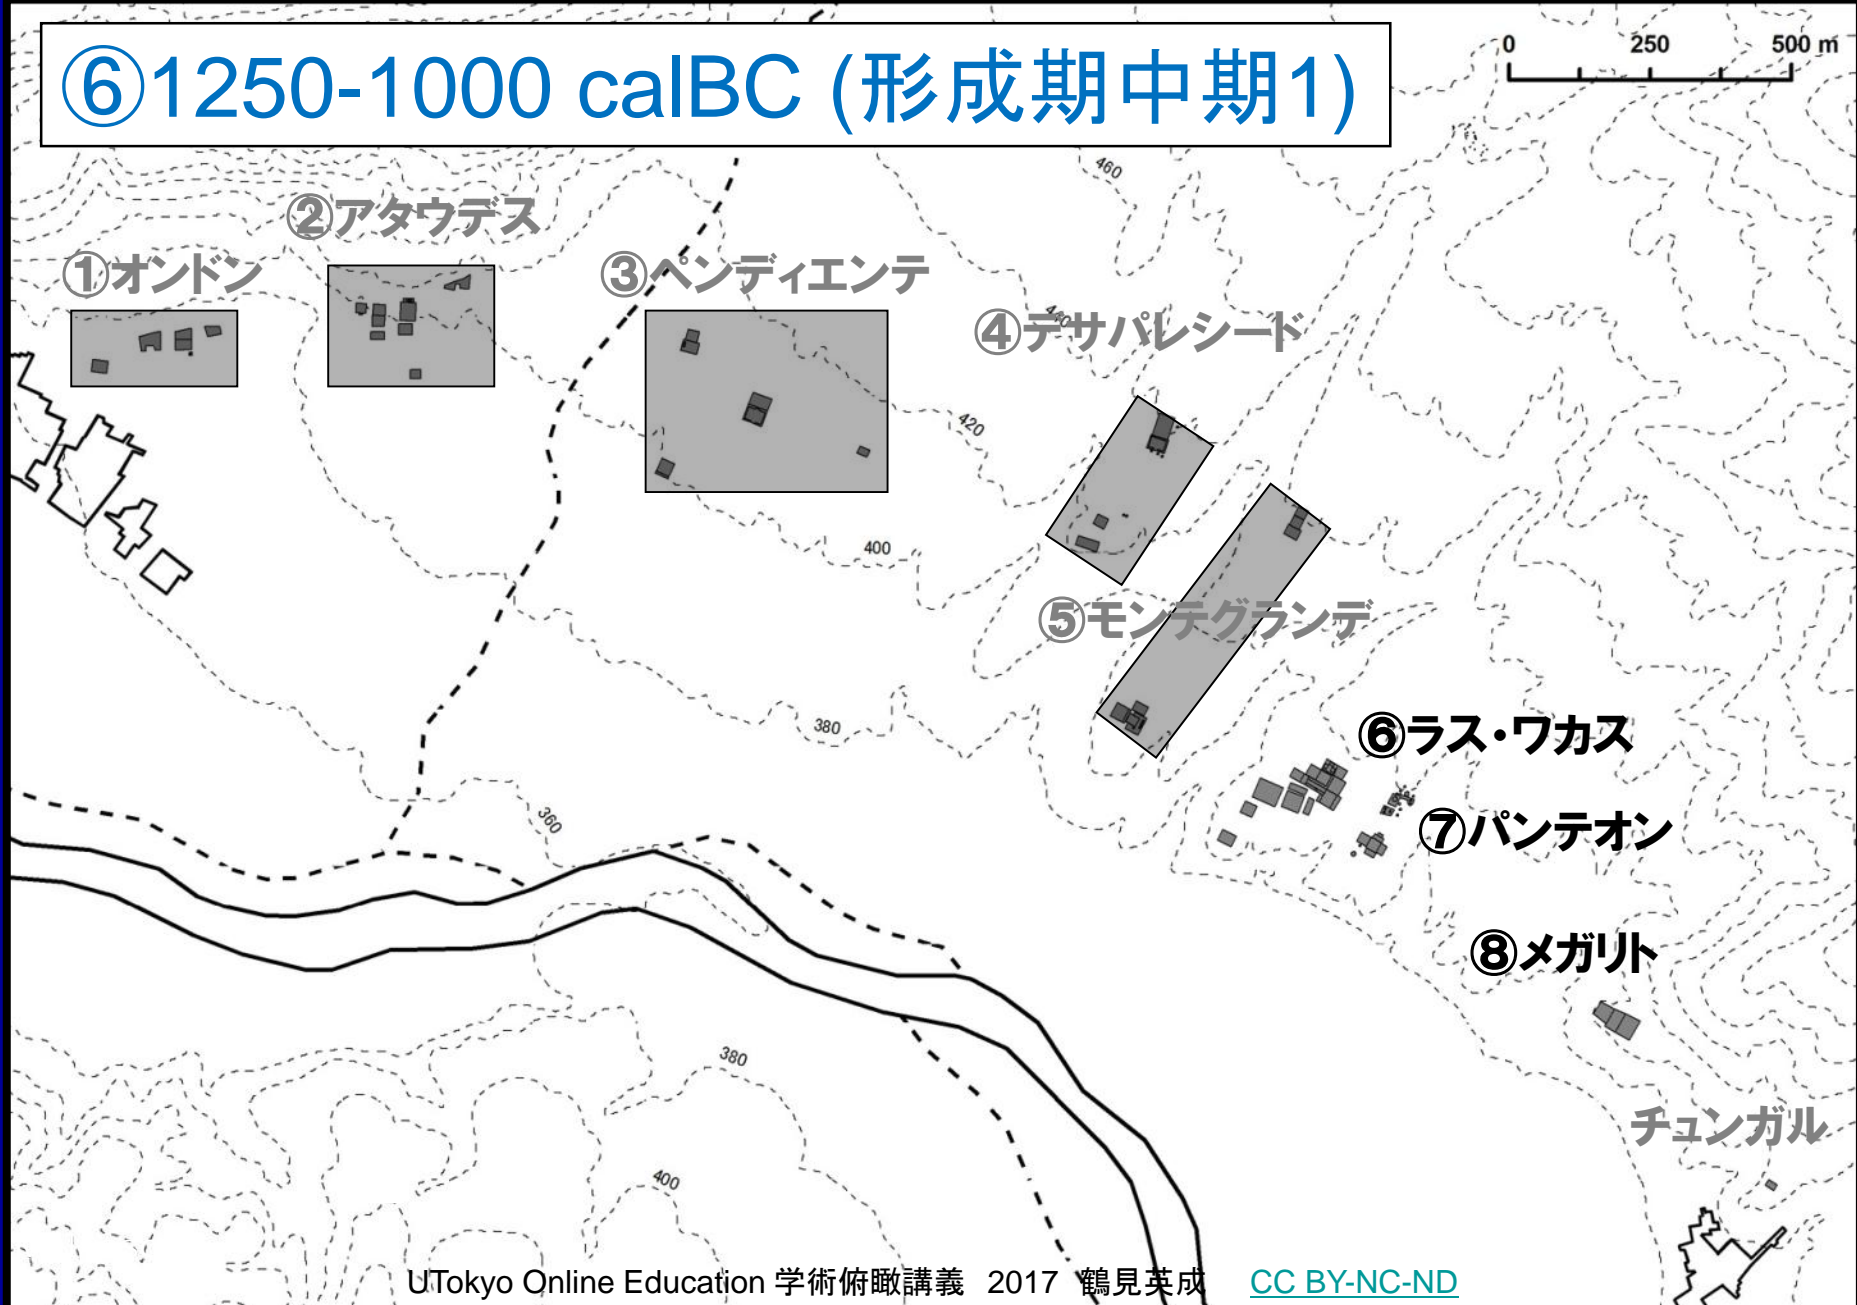 ⑥1250-1000 calBC (形成期中期1)
0 250 500 m
460
②アタウデス
①オンドン
③ペンディエンテ
440
④デサパレシード
420
400
⑤モンテグランデ
380
⑥ラス・ワカス
360
⑦パンテオン
⑧メガリト
380
チュンガル
400
UTokyo Online Education 学術俯瞰講義 2017 鶴見英成 CC BY-NC-ND